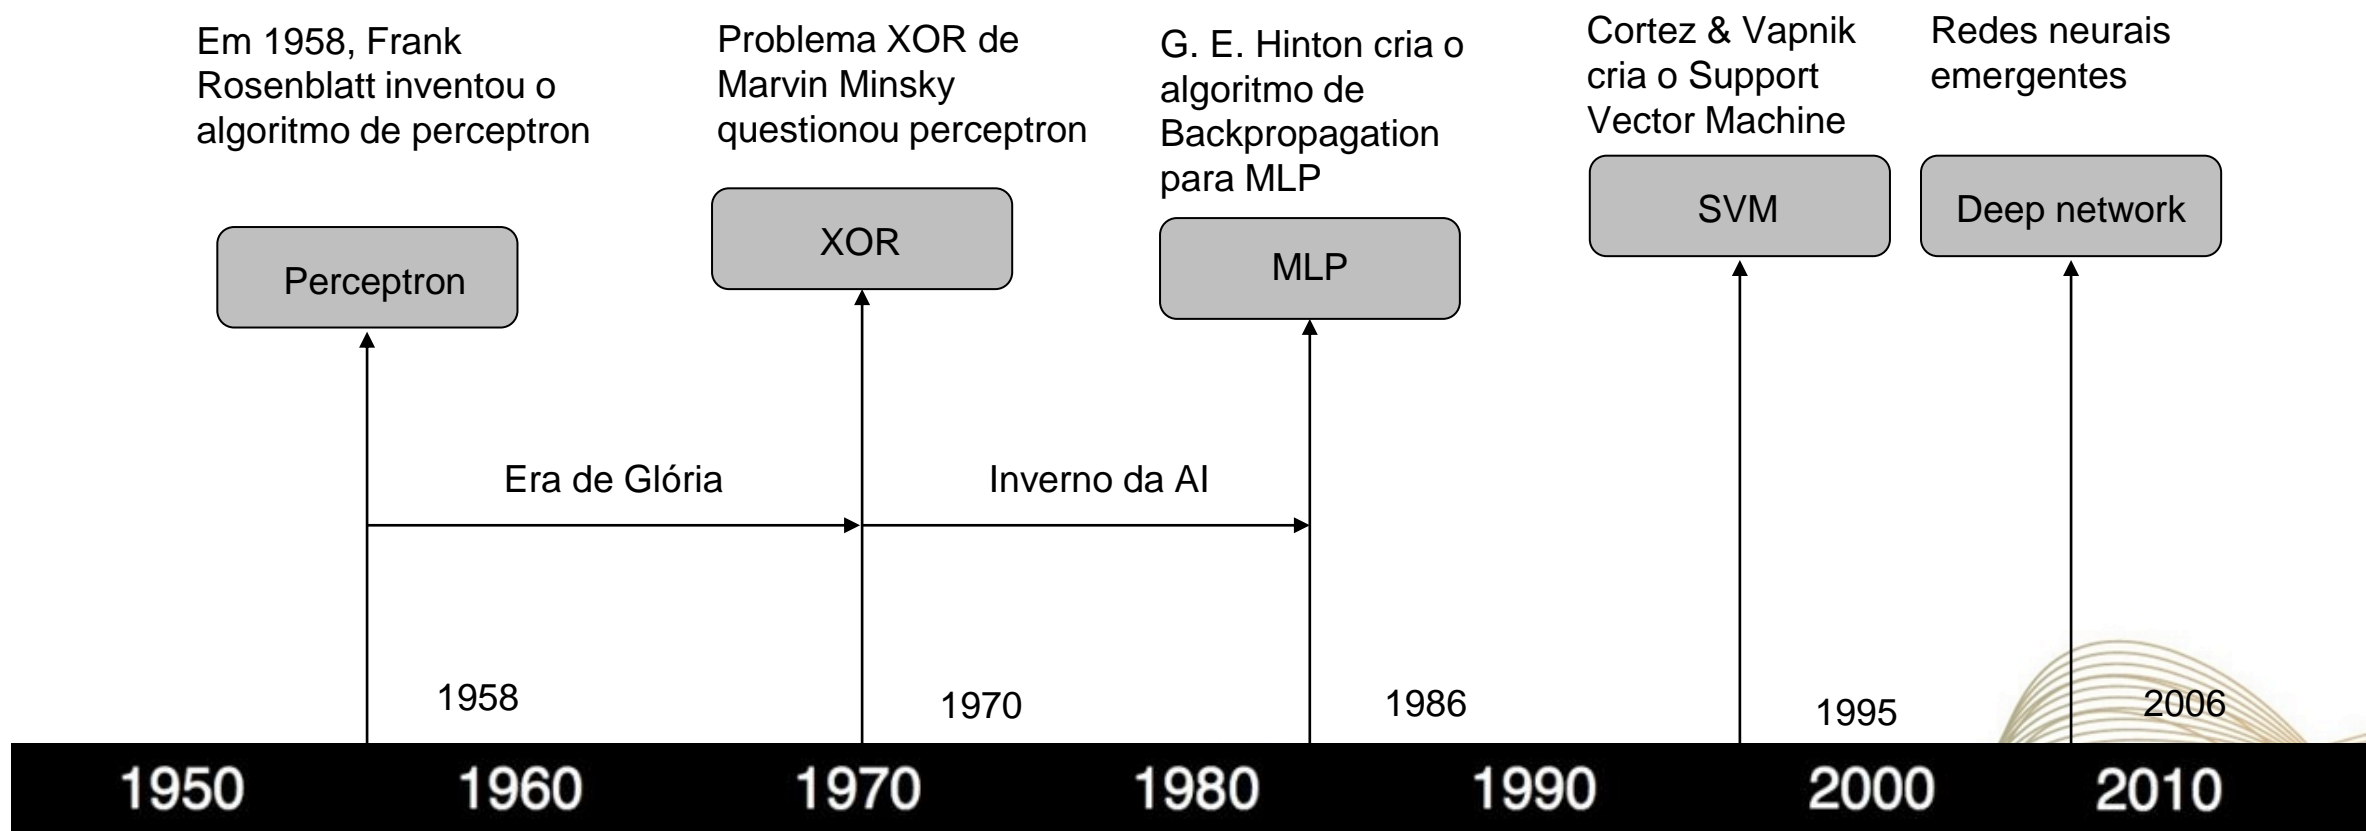 Em 1958, Frank
Rosenblatt inventou o
algoritmo de perceptron
Problema XOR de
Marvin Minsky
questionou perceptron
G. E. Hinton cria o
algoritmo de
Backpropagation
para MLP
Cortez & Vapnik
cria o Support
Vector Machine
Redes neurais
emergentes
Perceptron
XOR
MLP
SVM
Deep network
Era de Glória
Inverno da AI
1958
1970
1986
1995
2006
1950
1960
1970
1980
1990
2000
2010